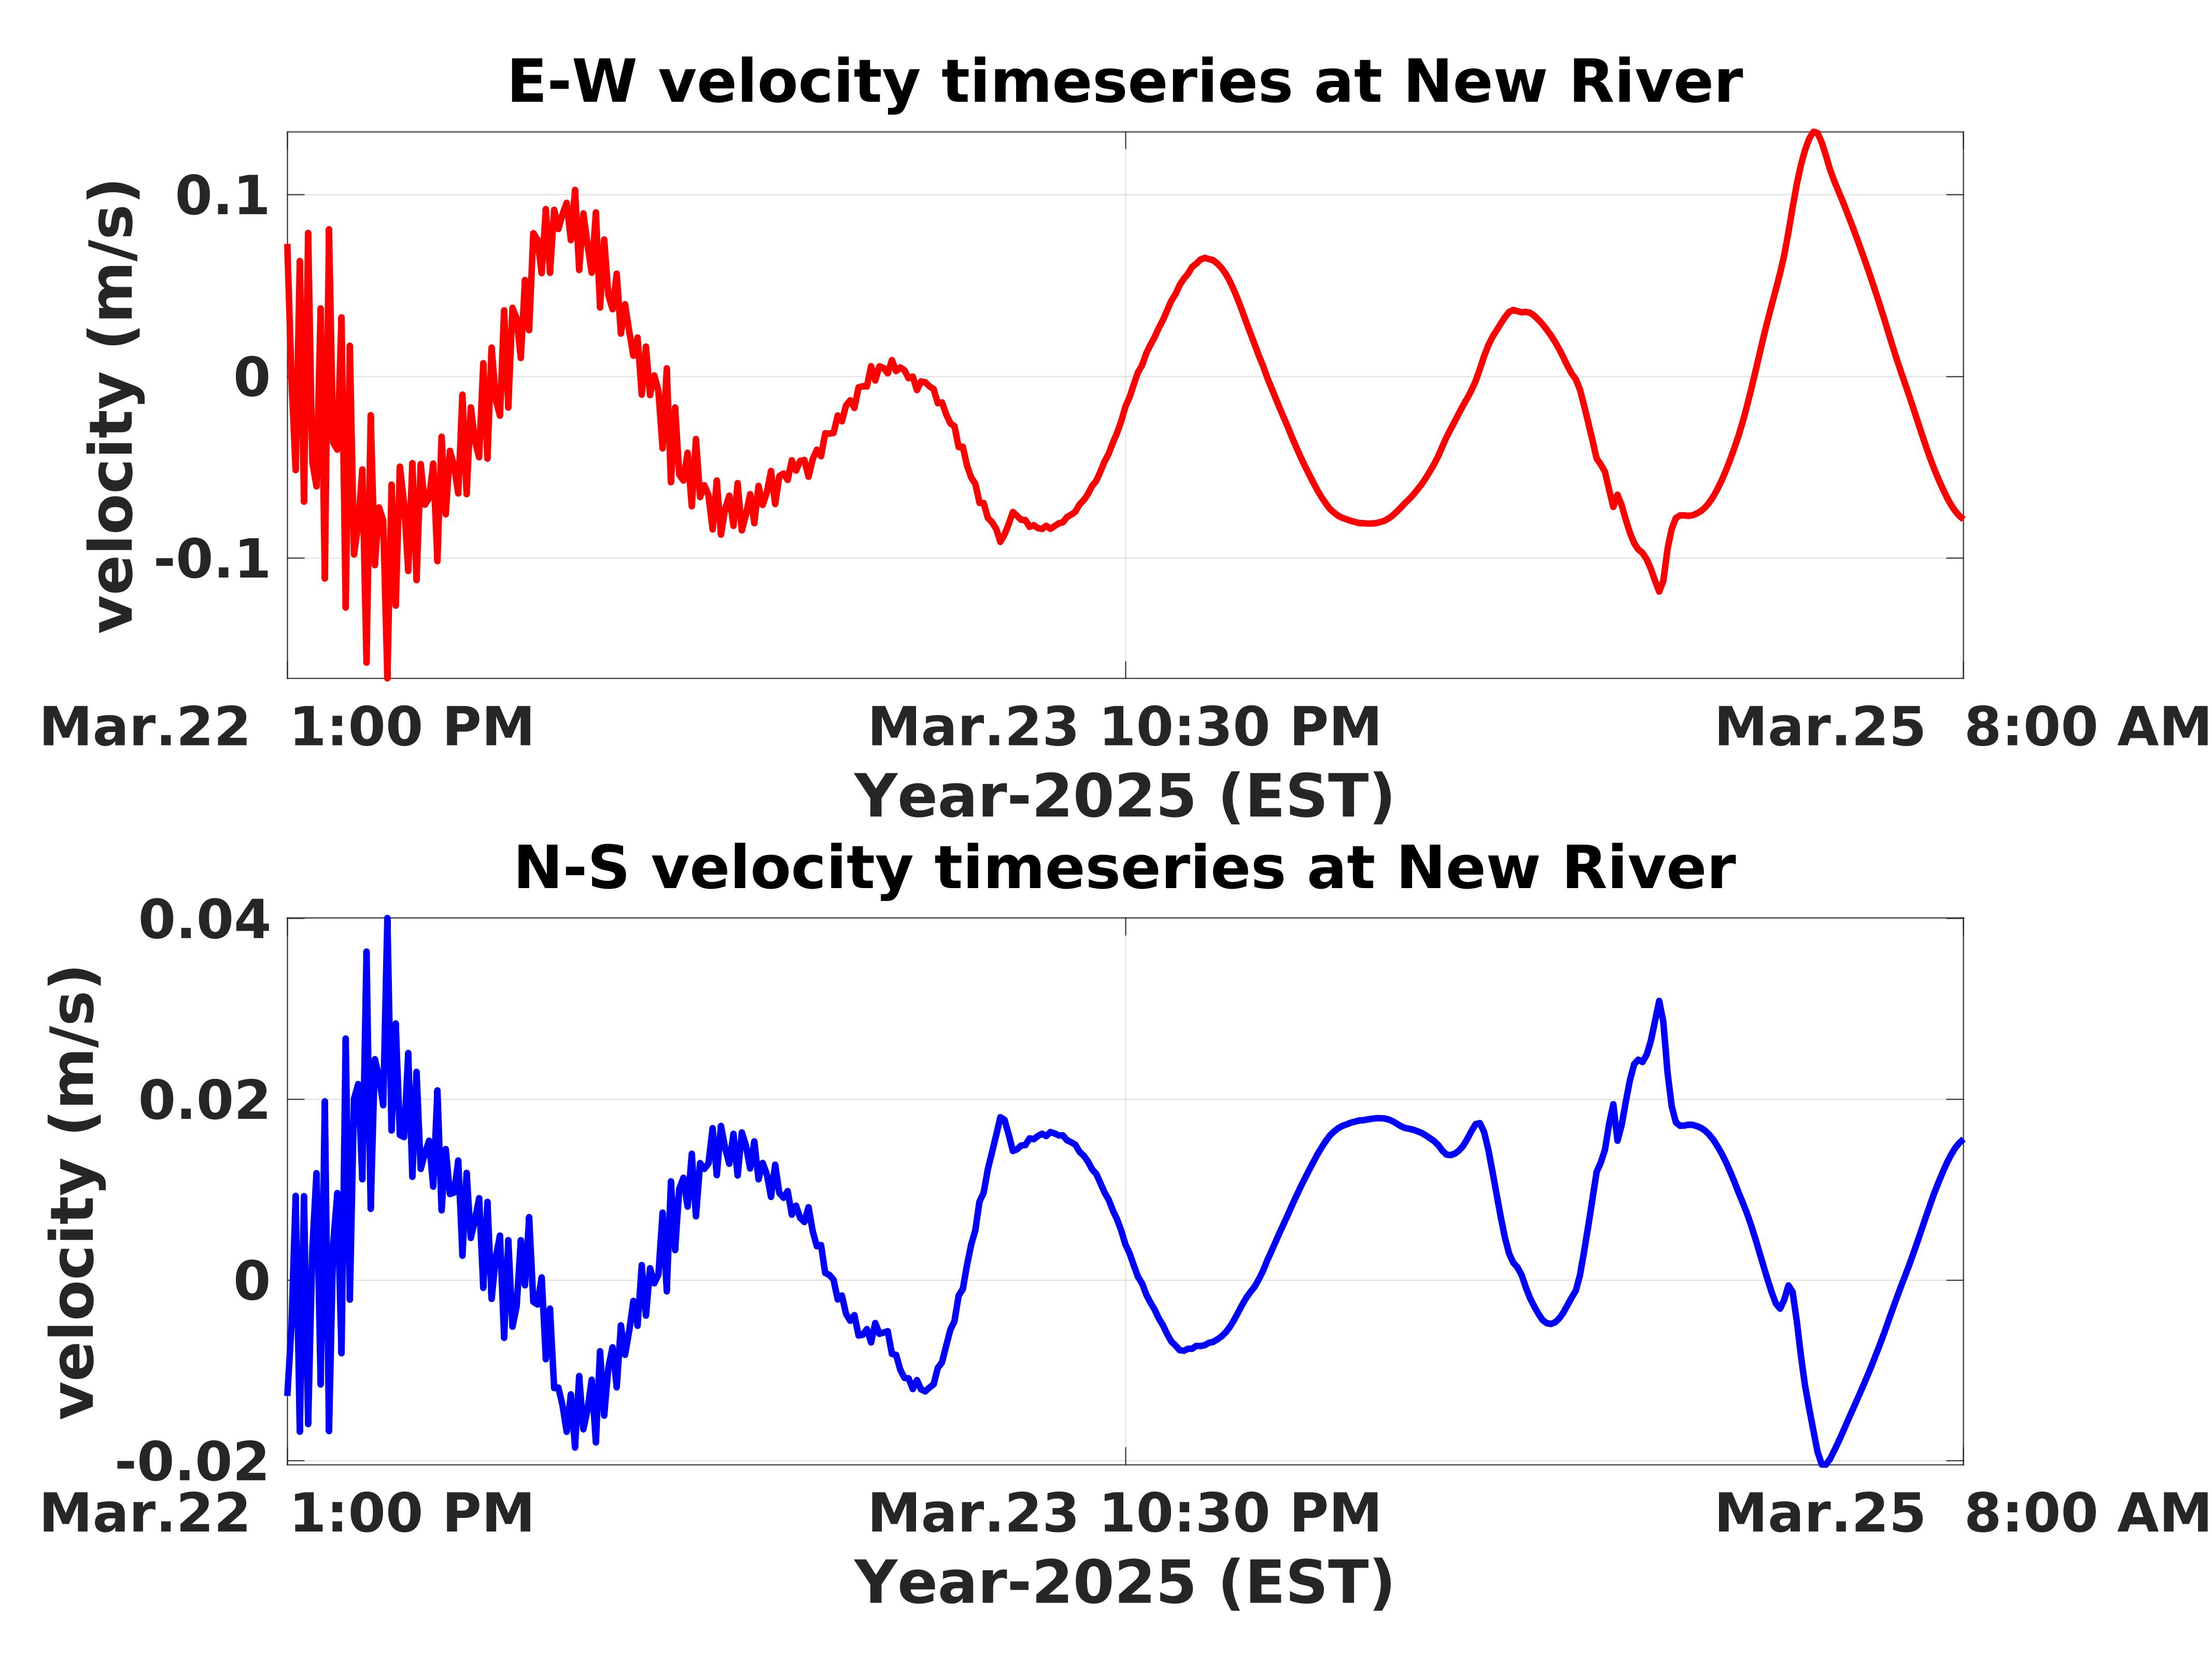 E-W velocity timeseries at New River
velocity (m/s)
0.1
0
-0.1
Mar.22 1:00 PM Mar.23 10:30 PM Mar.25 8:00 AM
Year-2025 (EST)
N-S velocity timeseries at New River
velocity (m/s)
0.04
0.02
0
-0.02
Mar.22 1:00 PM Mar.23 10:30 PM Mar.25 8:00 AM
Year-2025 (EST)